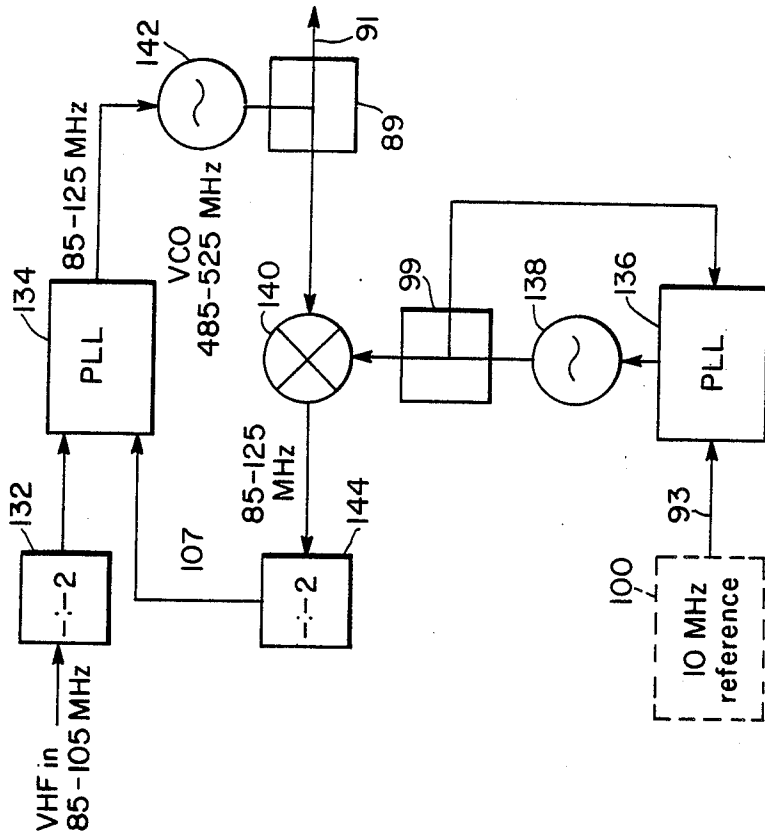 VHF in
85-105 MHz
132
-:-2
134
PLL
85-125 MHz
142
VCO
485-525 MHz
91
89
107
140
85-125
MHz
144
-:-2
99
138
136
PLL
93
100
10 MHz
reference